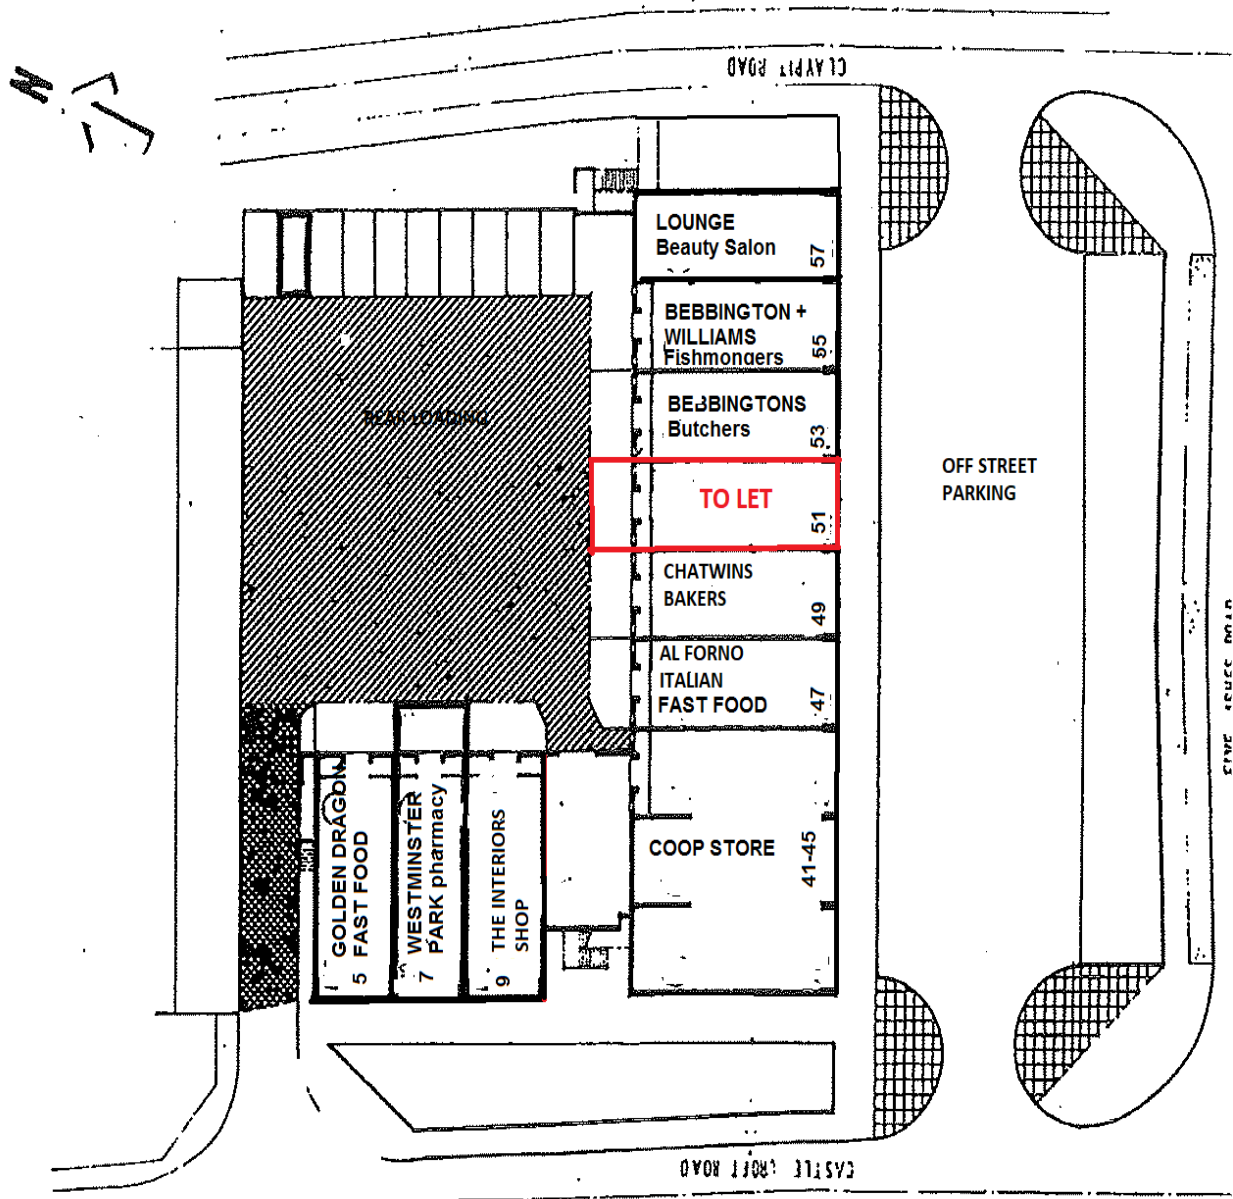 CLAYPIT ROAD
N
LOUNGE
Beauty Salon
57
BEBBINGTON +
WILLIAMS
Fishmongers
55
BEBBINGTONS
Butchers
53
REAR LOADING
TO LET
51
OFF STREET
PARKING
CHATWINS
BAKERS
49
AL FORNO
ITALIAN
FAST FOOD
47
COOP STORE
41-45
GOLDEN DRAGON
FAST FOOD
5
WESTMINSTER
PARK pharmacy
7
THE INTERIORS
SHOP
9
ROAD
CASTLE CROFT ROAD